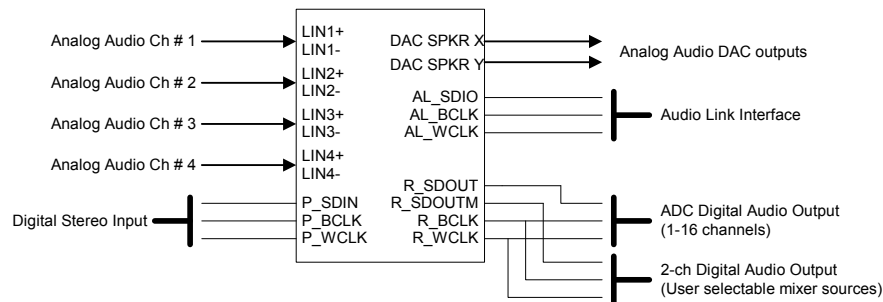 Analog Audio Ch # 1
Analog Audio Ch # 2
Analog Audio Ch # 3
Analog Audio Ch # 4
Digital Stereo Input
LIN1+
LIN1-
LIN2+
LIN2-
LIN3+
LIN3-
LIN4+
LIN4-
P_SDIN
P_BCLK
P_WCLK
DAC SPKR X
DAC SPKR Y
AL_SDIO
AL_BCLK
AL_WCLK
R_SDOUT
R_SDOUTM
R_BCLK
R_WCLK
Analog Audio DAC outputs
Audio Link Interface
ADC Digital Audio Output
(1-16 channels)
2-ch Digital Audio Output
(User selectable mixer sources)